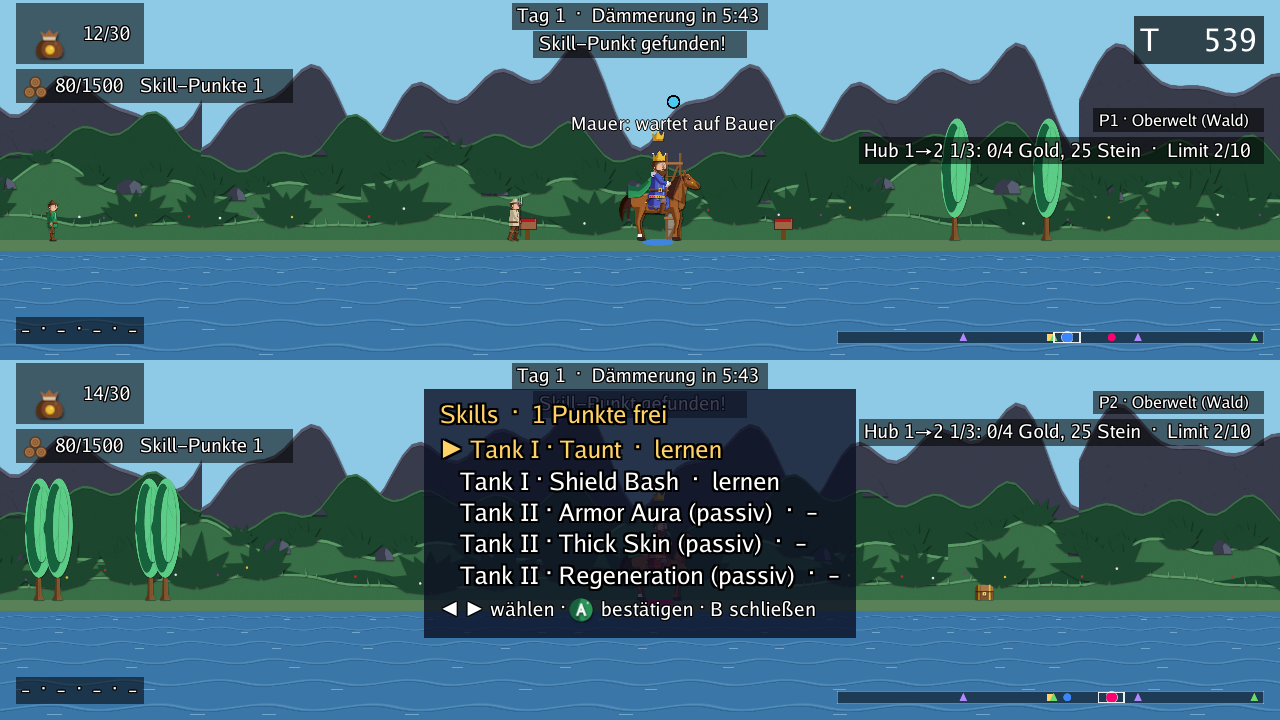 12/30
Tag 1 · Dämmerung in 5:43
Skill–Punkt gefunden!
T 539
80/1500 Skill–Punkte 1
P1 · Oberwelt (Wald)
Mauer: wartet auf Bauer
Hub 1→2 1/3: 0/4 Gold, 25 Stein · Limit 2/10
– · – · – · –
14/30
Tag 1 · Dämmerung in 5:43
Skill–Punkt gefunden!
80/1500 Skill–Punkte 1
P2 · Oberwelt (Wald)
Hub 1→2 1/3: 0/4 Gold, 25 Stein · Limit 2/10
Skills · 1 Punkte frei
▶ Tank I · Taunt · lernen
Tank I · Shield Bash · lernen
Tank II · Armor Aura (passiv) · –
Tank II · Thick Skin (passiv) · –
Tank II · Regeneration (passiv) · –
◀ ▶ wählen · A bestätigen · B schließen
– · – · – · –